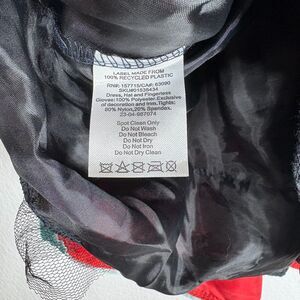 LABEL MADE FROM
100% RECYCLED PLASTIC
RN#: 157715/CA#: 63090
SKU#01536434
Dress, Hat and Fingerless
Gloves: 100% Polyester. Exclusive
of decoration and trim. Tights:
80% Nylon, 20% Spandex.
23-04-987074
Spot Clean Only
Do Not Wash
Do Not Bleach
Do Not Dry
Do Not Iron
Do Not Dry Clean